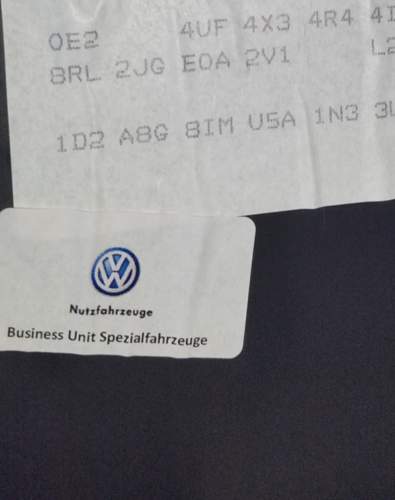 0E2 4UF 4X3 4R4
8RL 2JG E0A 2V1
1D2 A8G 8IM U5A 1N3
Nutzfahrzeuge
Business Unit Spezialfahrzeuge